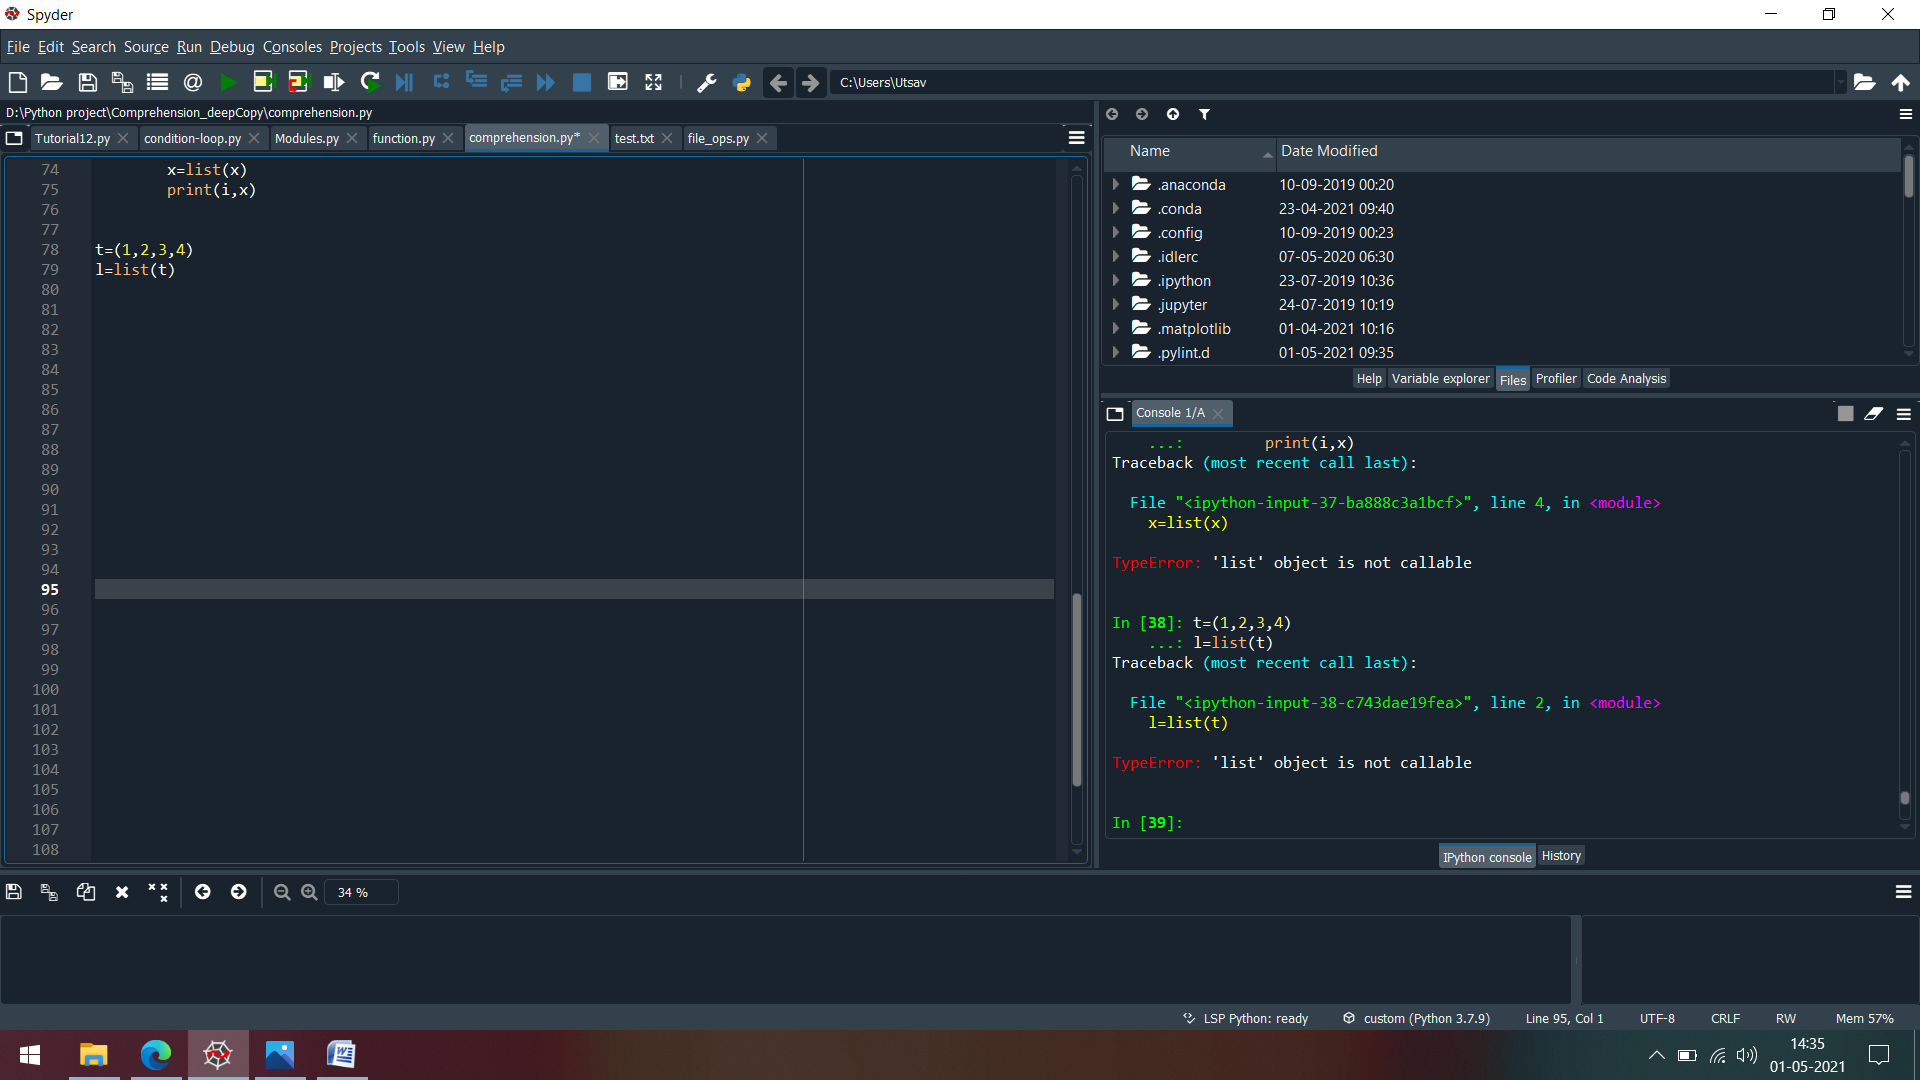 Spyder
File Edit Search Source Run Debug Consoles Projects Tools View Help
C:\Users\Utsav
D:\Python project\Comprehension_deepCopy\comprehension.py
Tutorial12.py condition-loop.py Modules.py function.py comprehension.py* test.txt file_ops.py
74 x=list(x)
75 print(i,x)
76
77
78 t=(1,2,3,4)
79 l=list(t)
80
81
82
83
84
85
86
87
88
89
90
91
92
93
94
95
96
97
98
99
100
101
102
103
104
105
106
107
108
Name Date Modified
.anaconda 10-09-2019 00:20
.conda 23-04-2021 09:40
.config 10-09-2019 00:23
.idlerc 07-05-2020 06:30
.ipython 23-07-2019 10:36
.jupyter 24-07-2019 10:19
.matplotlib 01-04-2021 10:16
.pylint.d 01-05-2021 09:35
Help Variable explorer Files Profiler Code Analysis
Console 1/A
...: print(i,x)
Traceback (most recent call last):
File "<ipython-input-37-ba888c3a1bcf>", line 4, in <module>
x=list(x)
TypeError: 'list' object is not callable
In [38]: t=(1,2,3,4)
...: l=list(t)
Traceback (most recent call last):
File "<ipython-input-38-c743dae19fea>", line 2, in <module>
l=list(t)
TypeError: 'list' object is not callable
In [39]:
IPython console History
34 %
LSP Python: ready custom (Python 3.7.9) Line 95, Col 1 UTF-8 CRLF RW Mem 57%
14:35
01-05-2021